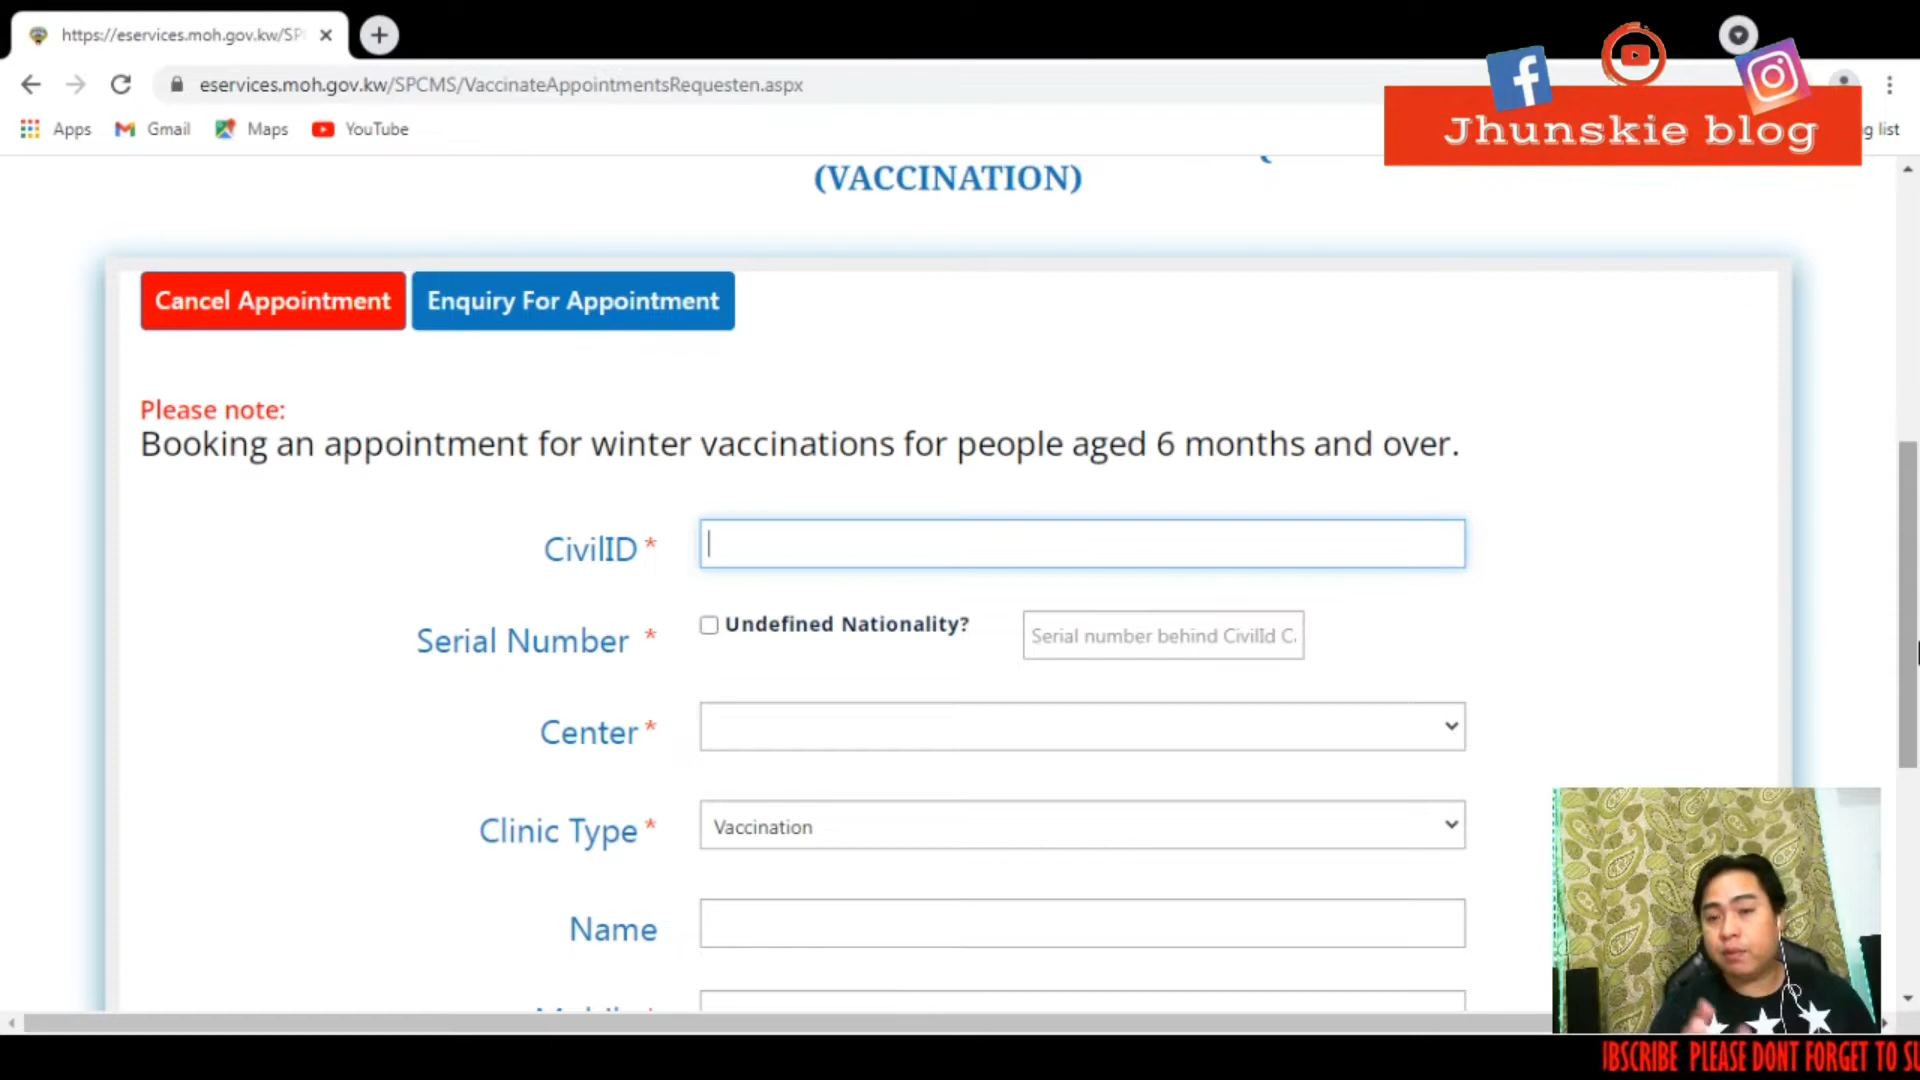 https://eservices.moh.gov.kw/SP
eservices.moh.gov.kw/SPCMS/VaccinateAppointmentsRequesten.aspx
Apps Gmail Maps YouTube
g list
Jhunskie blog
(VACCINATION)
Cancel Appointment Enquiry For Appointment
Please note:
Booking an appointment for winter vaccinations for people aged 6 months and over.
CivilID *
Serial Number * Undefined Nationality? Serial number behind CivilId C
Center *
Clinic Type * Vaccination
Name
IBSCRIBE PLEASE DONT FORGET TO SU